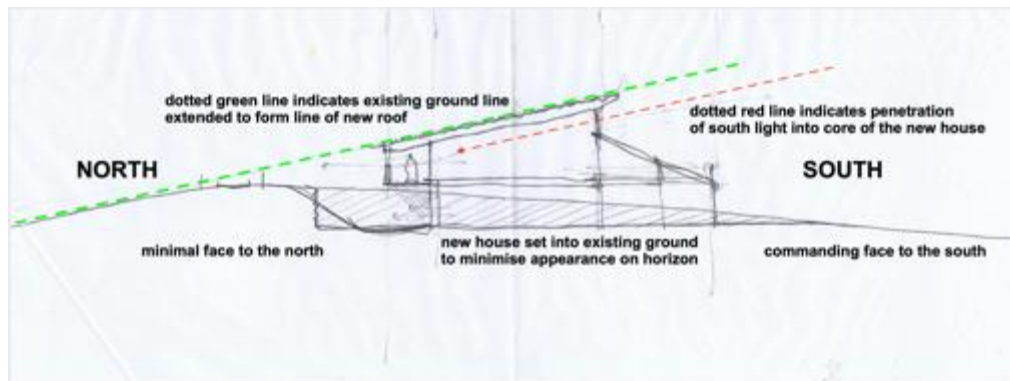 dotted green line indicates existing ground line
extended to form line of new roof
dotted red line indicates penetration
of south light into core of the new house
NORTH
SOUTH
minimal face to the north
new house set into existing ground
to minimise appearance on horizon
commanding face to the south